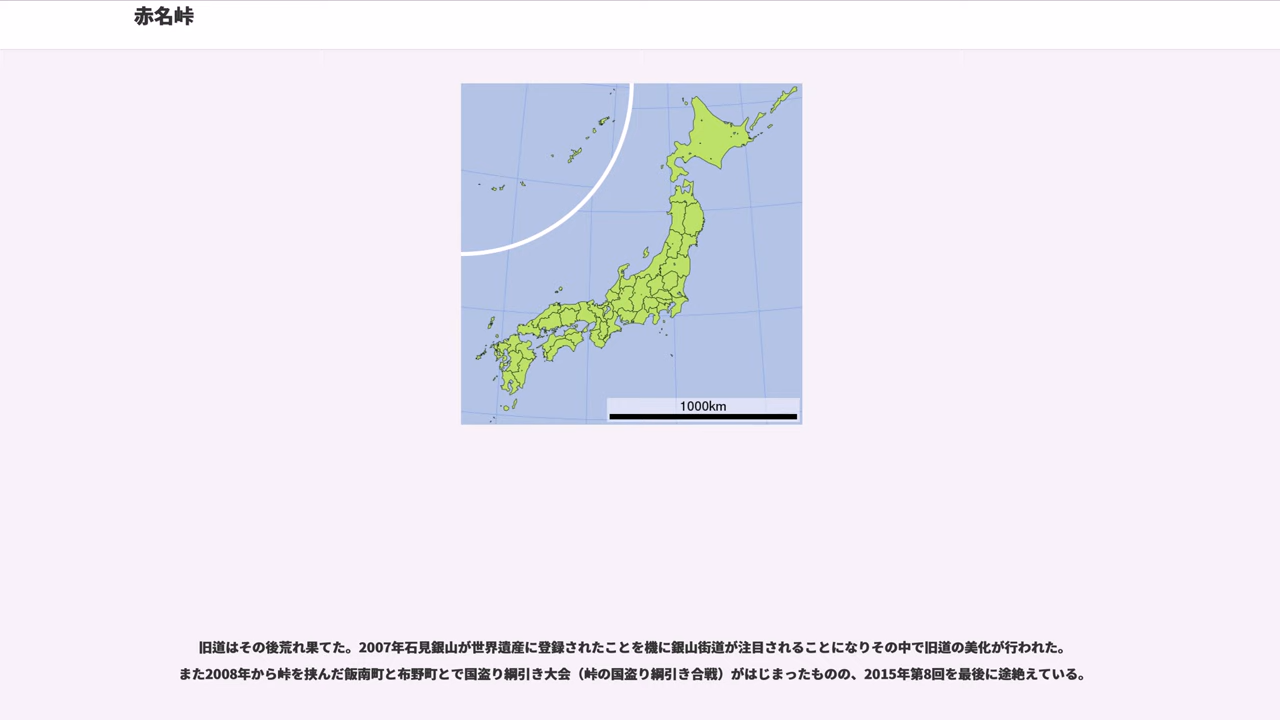 赤名峠
1000km
旧道はその後荒れ果てた。2007年石見銀山が世界遺産に登録されたことを機に銀山街道が注目されることになりその中で旧道の美化が行われた。
また2008年から峠を挟んだ飯南町と布野町とで国盗り綱引き大会（峠の国盗り綱引き合戦）がはじまったものの、2015年第8回を最後に途絶えている。